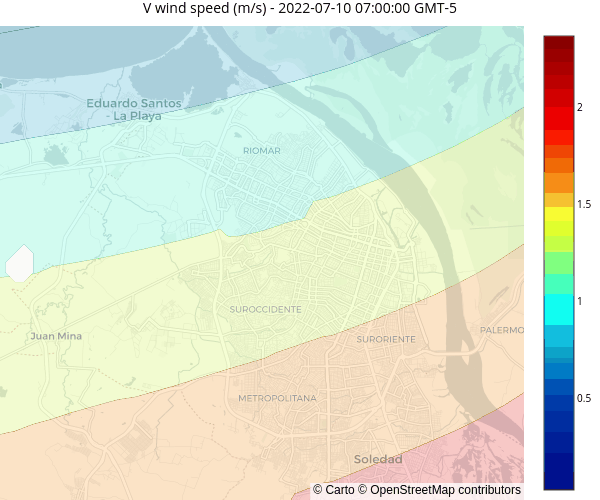 V wind speed (m/s) - 2022-07-10 07:00:00 GMT-5
2
Eduardo Santos
- La Playa
RIOMAR
1.5
1
SUROCCIDENTE
PALERMO
Juan Mina
SURORIENTE
0.5
METROPOLITANA
Soledad
© Carto © OpenStreetMap contributors